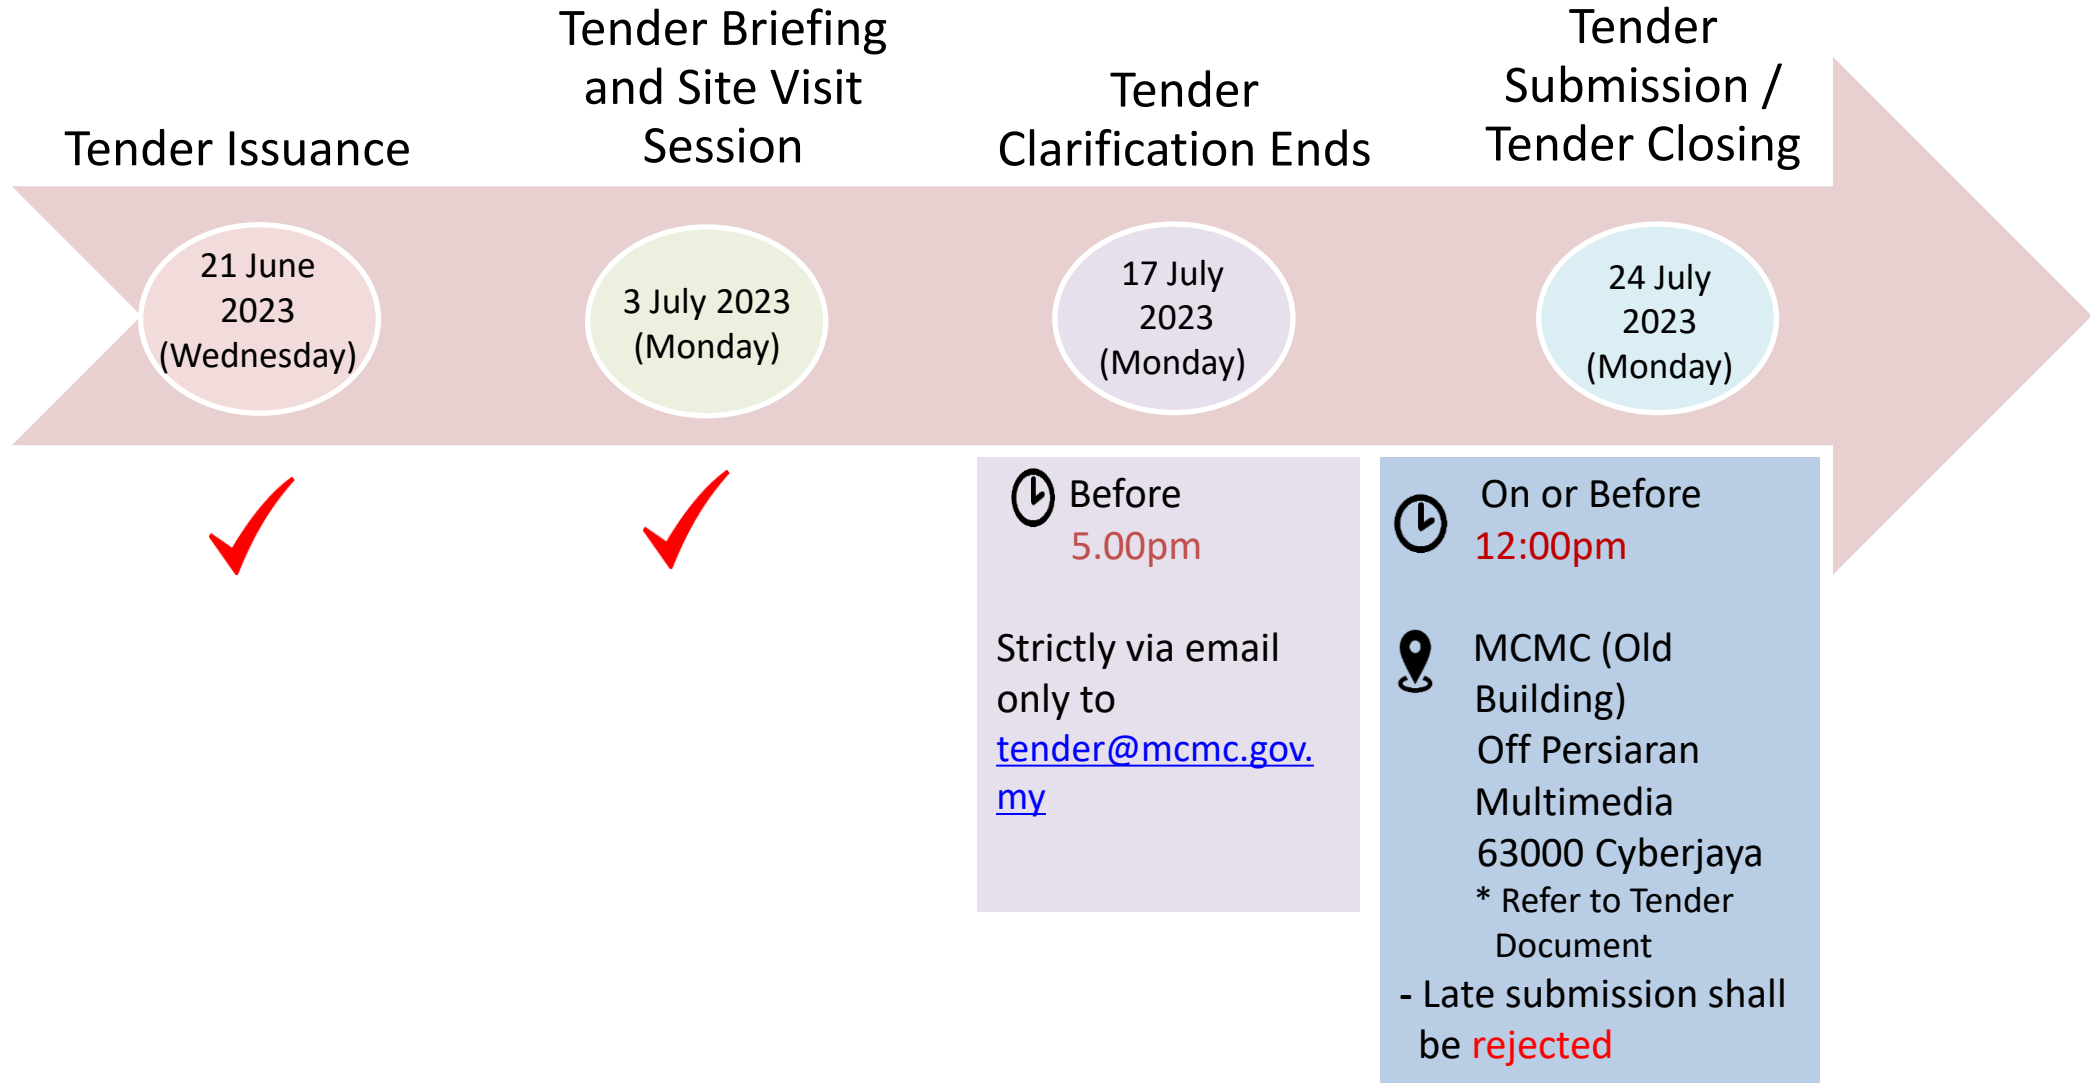 Tender Issuance
21 June
2023
(Wednesday)
Tender Briefing
and Site Visit
Session
3 July 2023
(Monday)
Tender
Clarification Ends
17 July
2023
(Monday)
Before
5.00pm
Strictly via email
only to
tender@mcmc.gov.
my
Tender
Submission /
Tender Closing
24 July
2023
(Monday)
On or Before
12:00pm
MCMC (Old
Building)
Off Persiaran
Multimedia
63000 Cyberjaya
* Refer to Tender
Document
- Late submission shall
be rejected